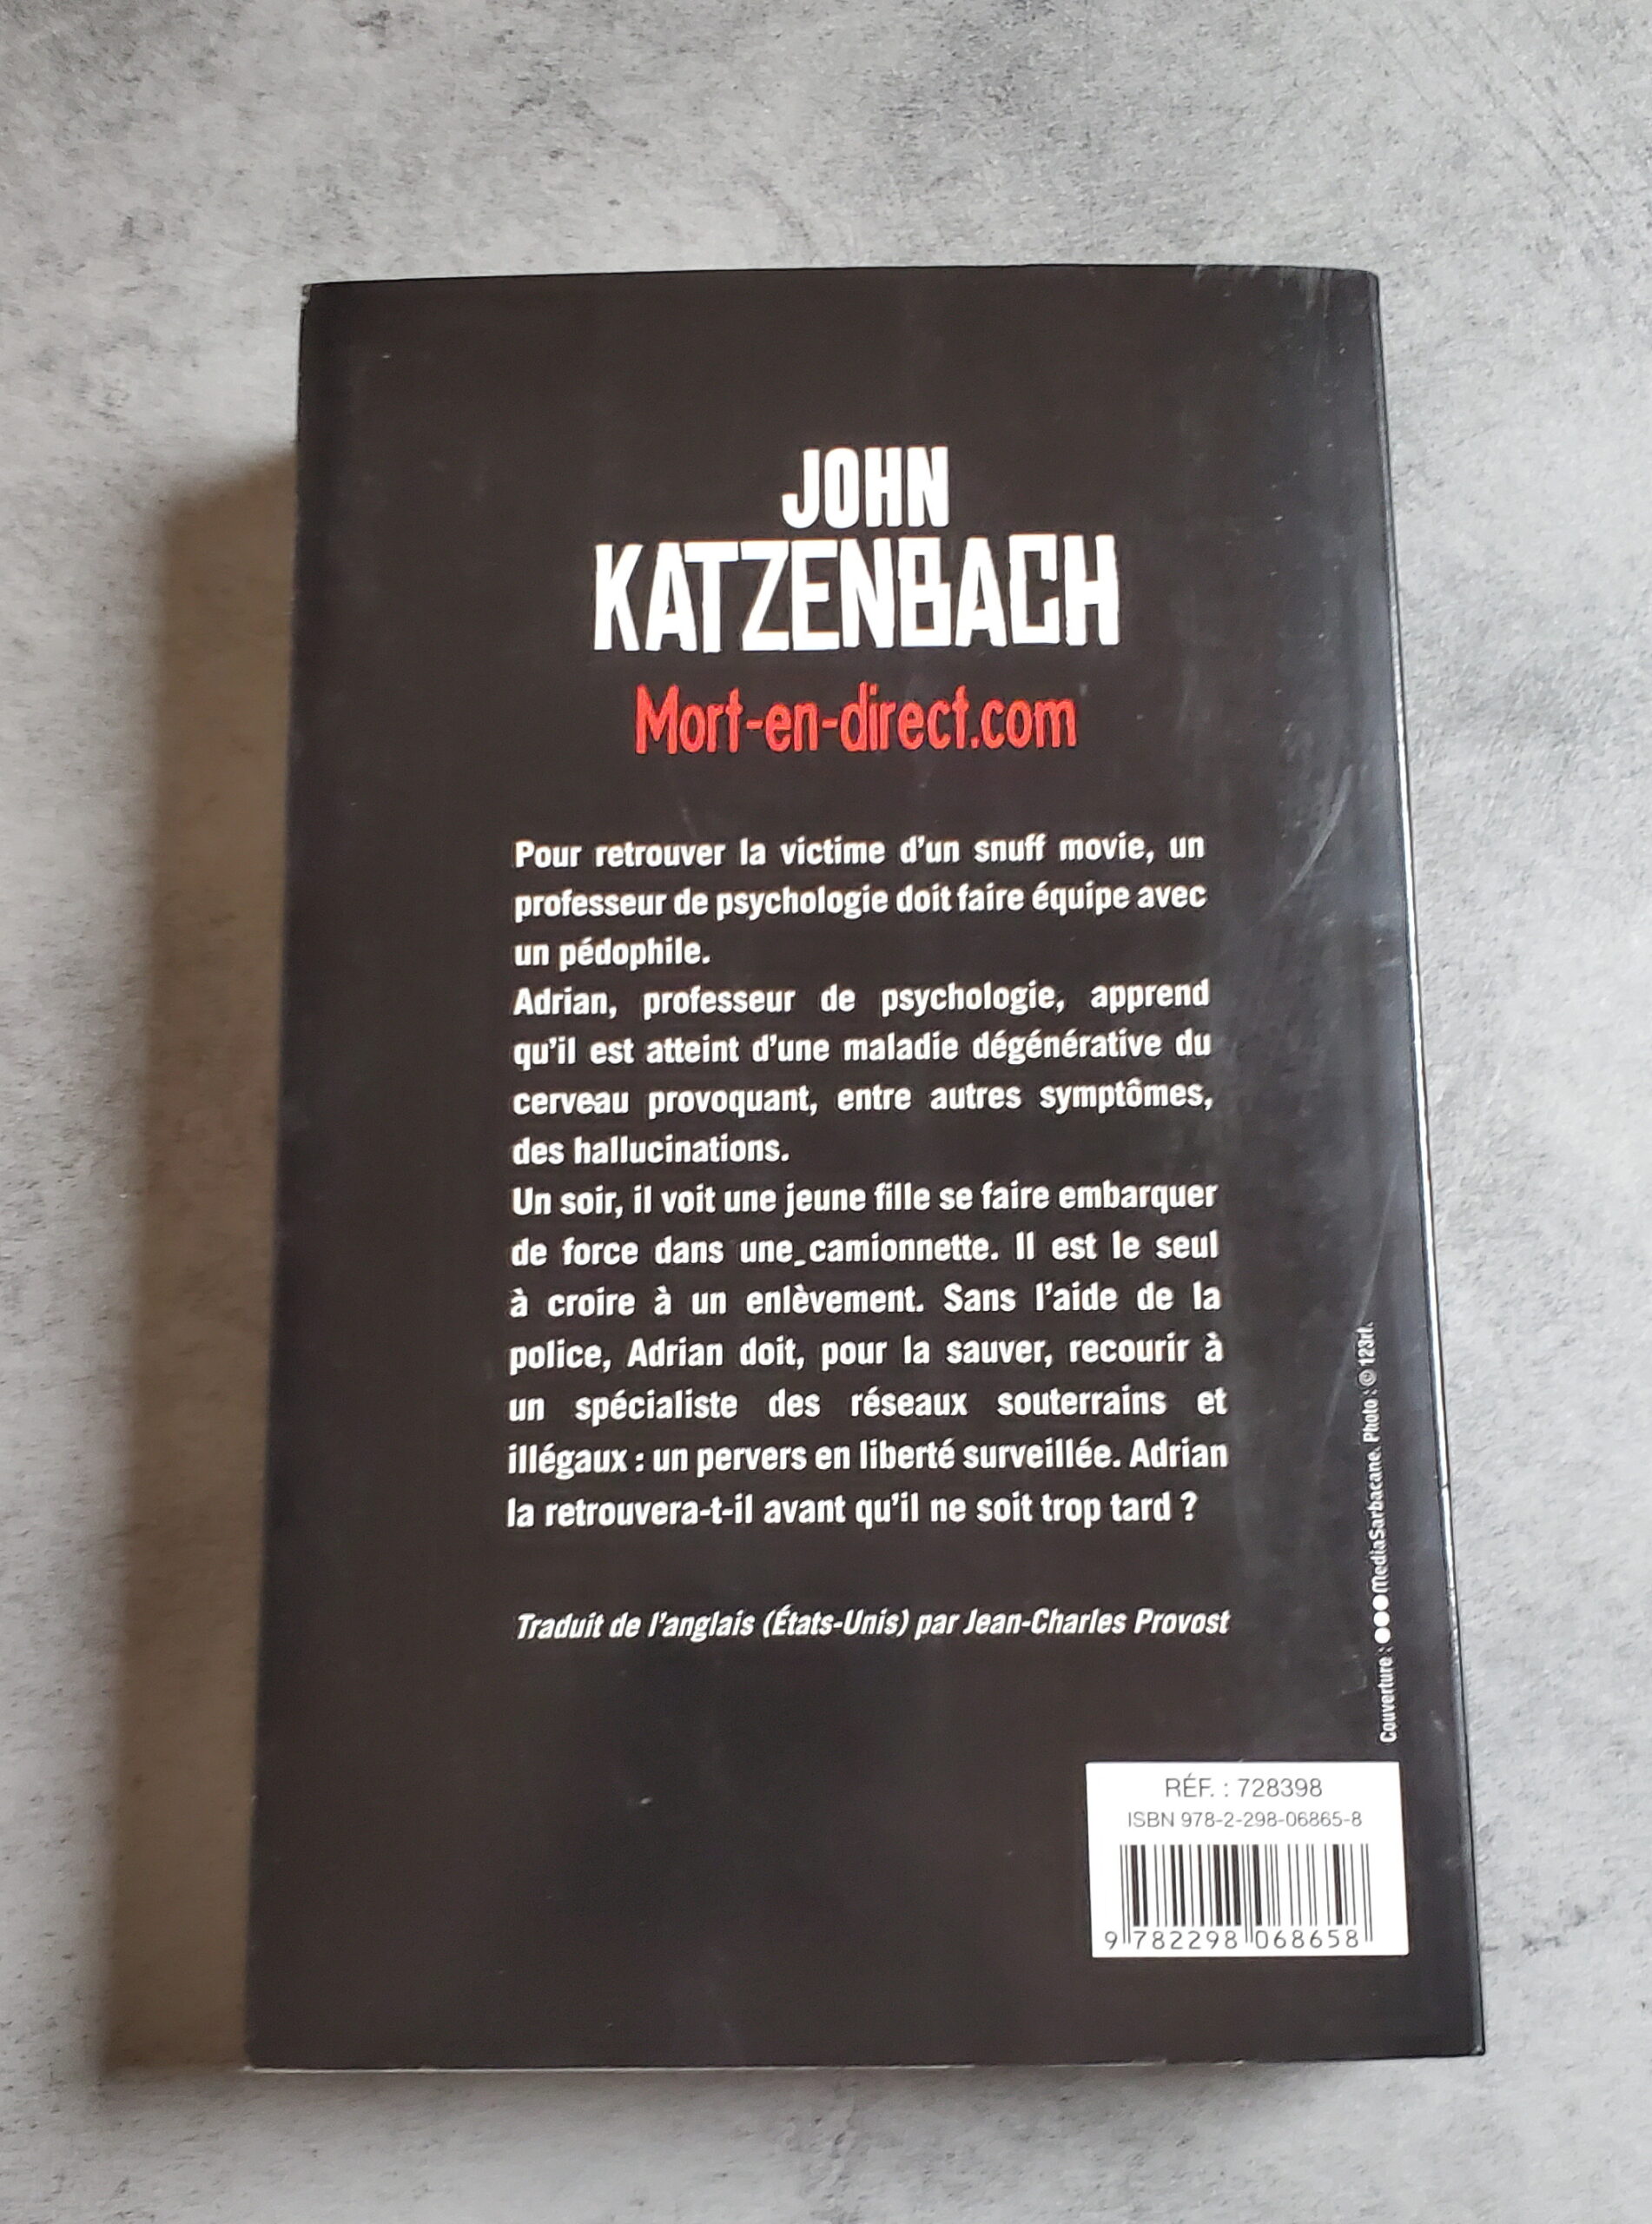 JOHN
KATZENBACH
Mort-en-direct.com
Pour retrouver la victime d'un snuff movie, un
professeur de psychologie doit faire équipe avec
un pédophile.
Adrian, professeur de psychologie, apprend
qu'il est atteint d'une maladie dégénérative du
cerveau provoquant, entre autres symptômes,
des hallucinations.
Un soir, il voit une jeune fille se faire embarquer
de force dans une camionnette. Il est le seul
à croire à un enlèvement. Sans l'aide de la
police, Adrian doit, pour la sauver, recourir à
un spécialiste des réseaux souterrains et
illégaux : un pervers en liberté surveillée. Adrian
la retrouvera-t-il avant qu'il ne soit trop tard ?
Traduit de l'anglais (États-Unis) par Jean-Charles Provost
Couverture : ●●●MediaSarbacane. Photo : © 123rf.
RÉF. : 728398
ISBN 978-2-298-06865-8
9 782298 068658